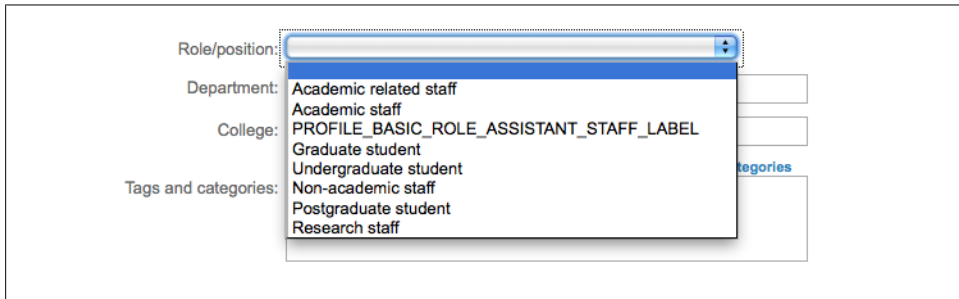 Role/position:
Academic related staff
Department:
Academic staff
College:
PROFILE_BASIC_ROLE_ASSISTANT_STAFF_LABEL
Graduate student
Undergraduate student
tegories
Tags and categories:
Non-academic staff
Postgraduate student
Research staff